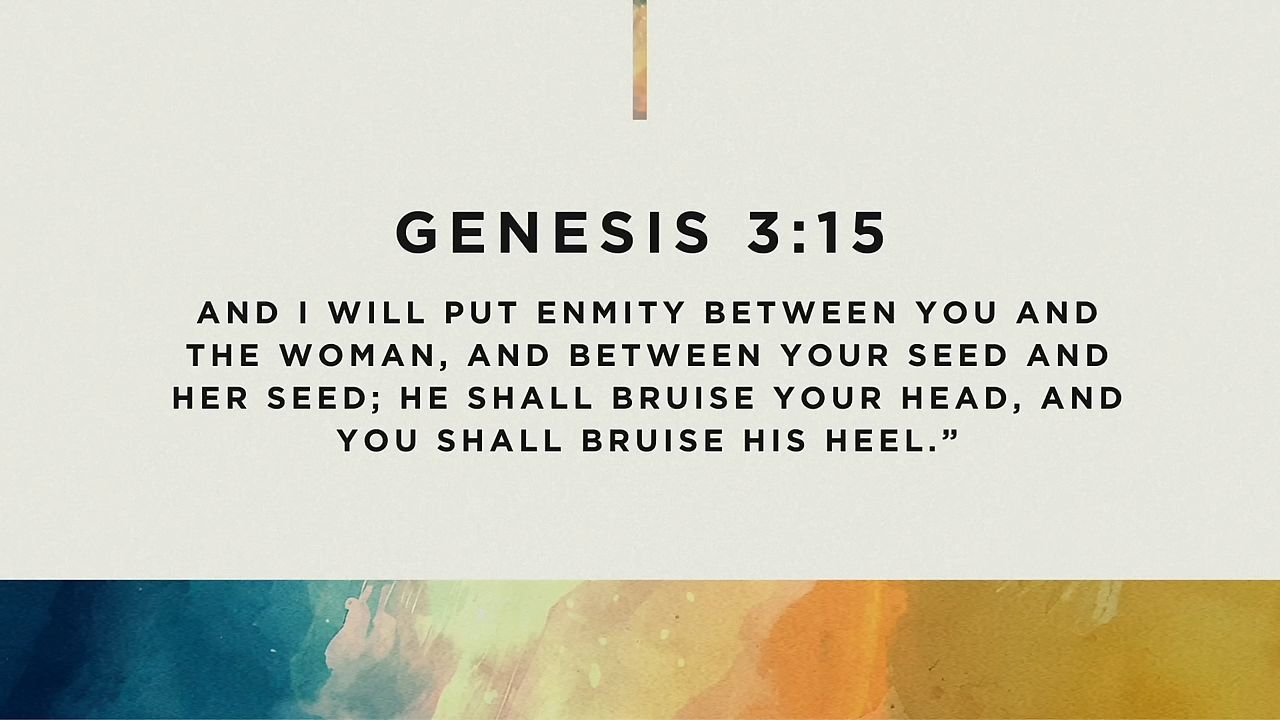 GENESIS 3:15
AND I WILL PUT ENMITY BETWEEN YOU AND
THE WOMAN, AND BETWEEN YOUR SEED AND
HER SEED; HE SHALL BRUISE YOUR HEAD, AND
YOU SHALL BRUISE HIS HEEL.”